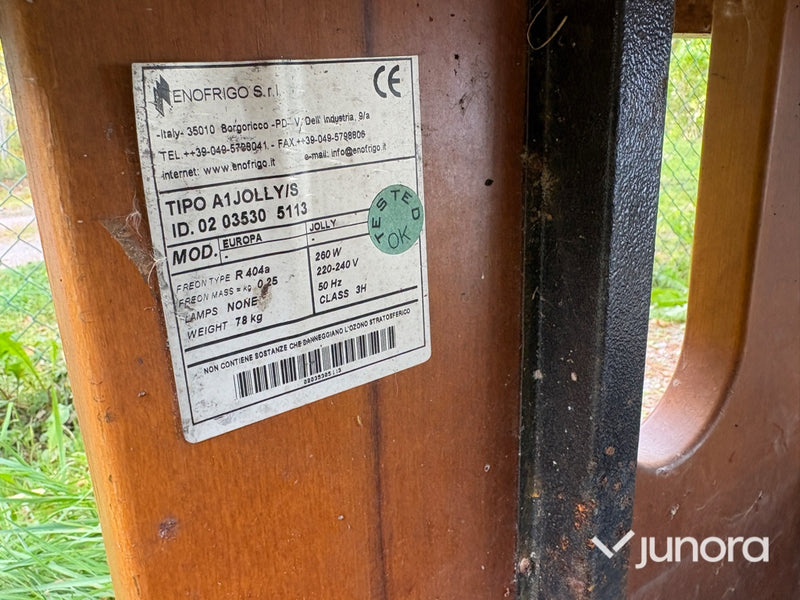 ENOFRIGO S.r.l.
CE
-Italy- 35010 Borgoricco -PD- V. Dell' Industria, 9/a
TEL.++39-049-5798041. - FAX.++39-049-5798806
Internet: www.enofrigo.it e-mail: info@enofrigo.it
TIPO A1JOLLY/S
ID. 02 03530 5113
TESTED
OK
MOD. EUROPA JOLLY
- -
FREON TYPE R 404a 260 W
FREON MASS = kg 0,25 220-240 V
LAMPS NONE 50 Hz
WEIGHT 78 kg CLASS 3H
NON CONTIENE SOSTANZE CHE DANNEGGIANO L'OZONO STRATOSFERICO
02035305113
junora